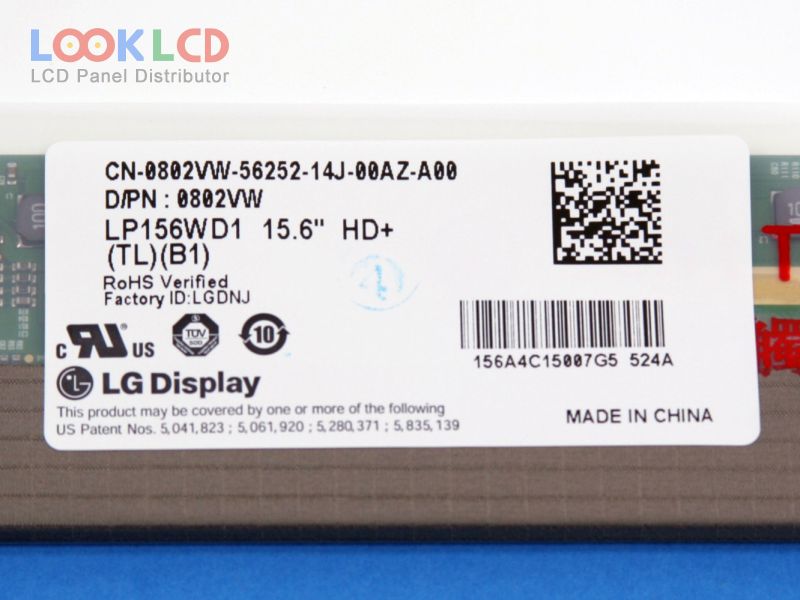 LOOKLCD
LCD Panel Distributor
CN-0802VW-56252-14J-00AZ-A00
D/PN : 0802VW
LP156WD1 15.6" HD+
(TL)(B1)
RoHS Verified
Factory ID:LGDNJ
c RU US
TÜV
10
156A4C15007G5 524A
LG Display
This product may be covered by one or more of the following
US Patent Nos. 5,041,823 ; 5,061,920 ; 5,280,371 ; 5,835,139
MADE IN CHINA
100
T